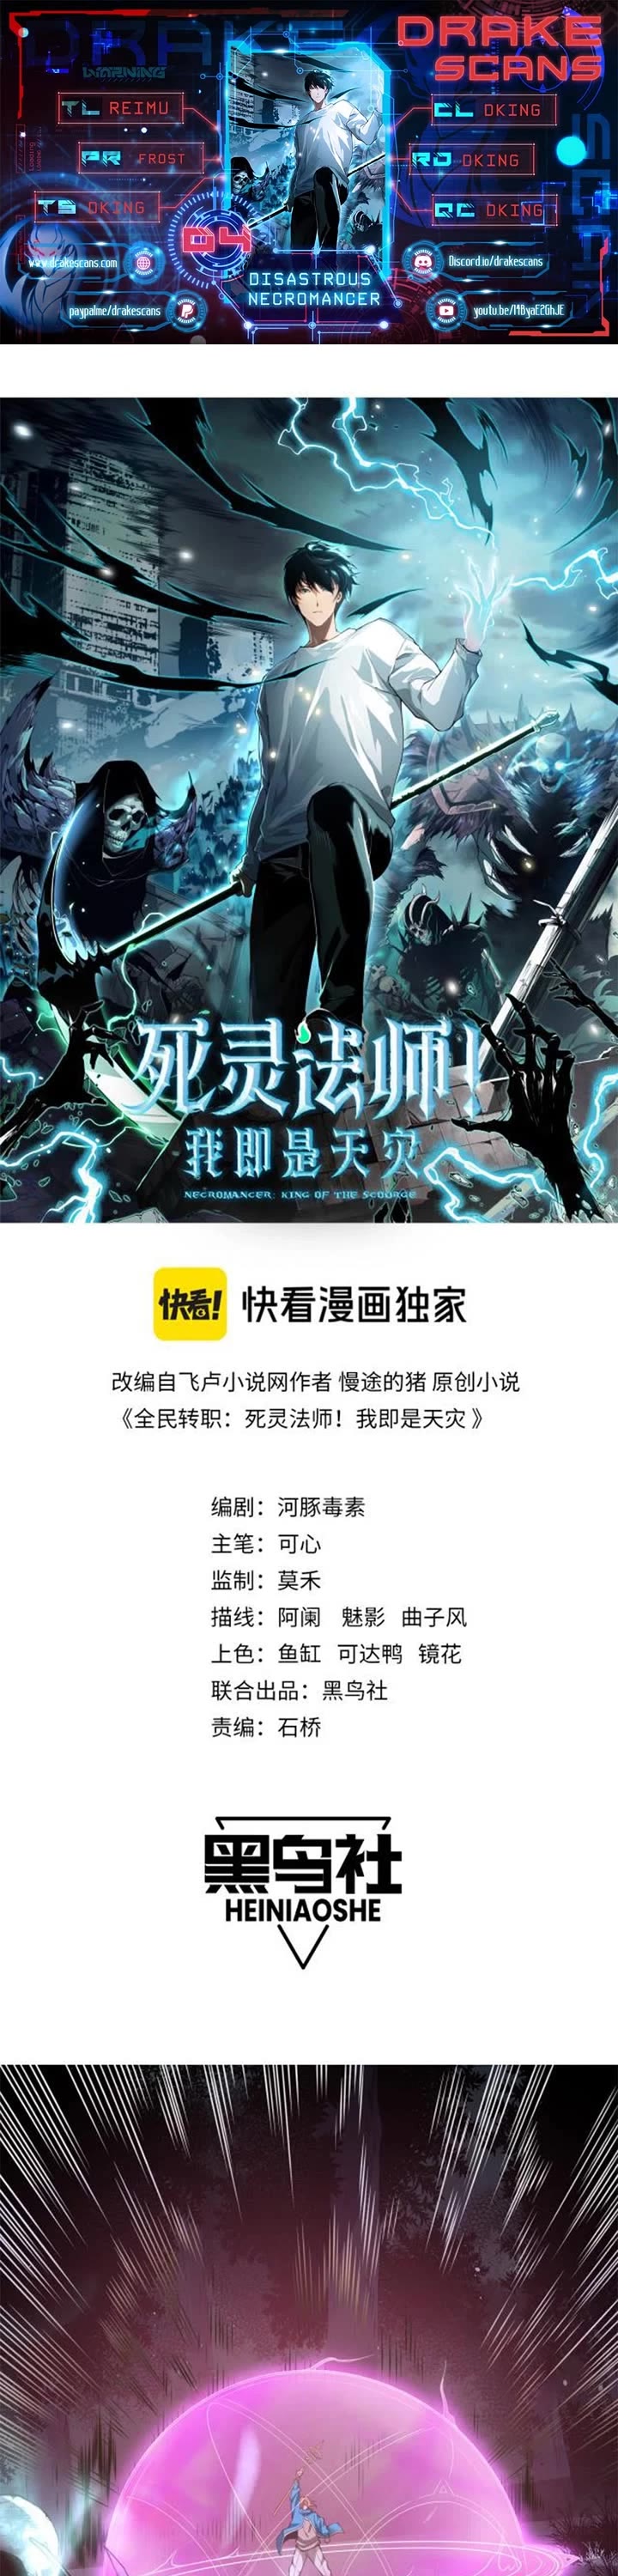 DRAKE
SCANS
WARNING
TL REIMU
CL DKING
PR FROST
RD DKING
TS DKING
QC DKING
04
www.drakescans.com
Discord.io/drakescans
DISASTROUS
NECROMANCER
paypalme/drakescans
死灵法师!
我即是天灾
NECROMANCER: KING OF THE SCOURGE
快看! 快看漫画独家
改编自飞卢小说网作者 慢途的猪 原创小说
《全民转职：死灵法师！我即是天灾 》
编剧：河豚毒素
主笔：可心
监制：莫禾
描线：阿阑 魅影 曲子风
上色：鱼缸 可达鸭 镜花
联合出品：黑鸟社
责编：石桥
黑鸟社
HEINIAOSHE